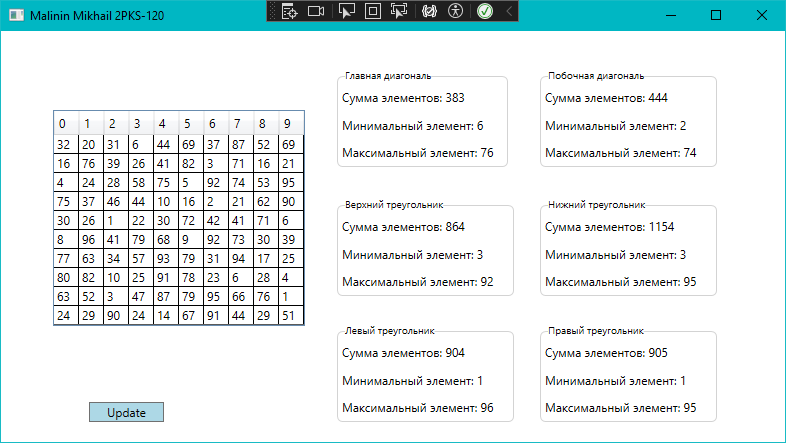 Malinin Mikhail 2PKS-120
0 1 2 3 4 5 6 7 8 9
32 20 31 6 44 69 37 87 52 69
16 76 39 26 41 82 3 71 16 21
4 24 28 58 75 5 92 74 53 95
75 37 46 44 10 16 2 21 62 90
30 26 1 22 30 72 42 41 71 6
8 96 41 79 68 9 92 73 30 39
77 63 34 57 93 79 31 94 17 25
80 82 10 25 91 78 23 6 28 4
63 52 3 47 87 79 95 66 76 1
24 29 90 24 14 67 91 44 29 51
Update
Главная диагональ
Сумма элементов: 383
Минимальный элемент: 6
Максимальный элемент: 76
Побочная диагональ
Сумма элементов: 444
Минимальный элемент: 2
Максимальный элемент: 74
Верхний треугольник
Сумма элементов: 864
Минимальный элемент: 3
Максимальный элемент: 92
Нижний треугольник
Сумма элементов: 1154
Минимальный элемент: 3
Максимальный элемент: 95
Левый треугольник
Сумма элементов: 904
Минимальный элемент: 1
Максимальный элемент: 96
Правый треугольник
Сумма элементов: 905
Минимальный элемент: 1
Максимальный элемент: 95